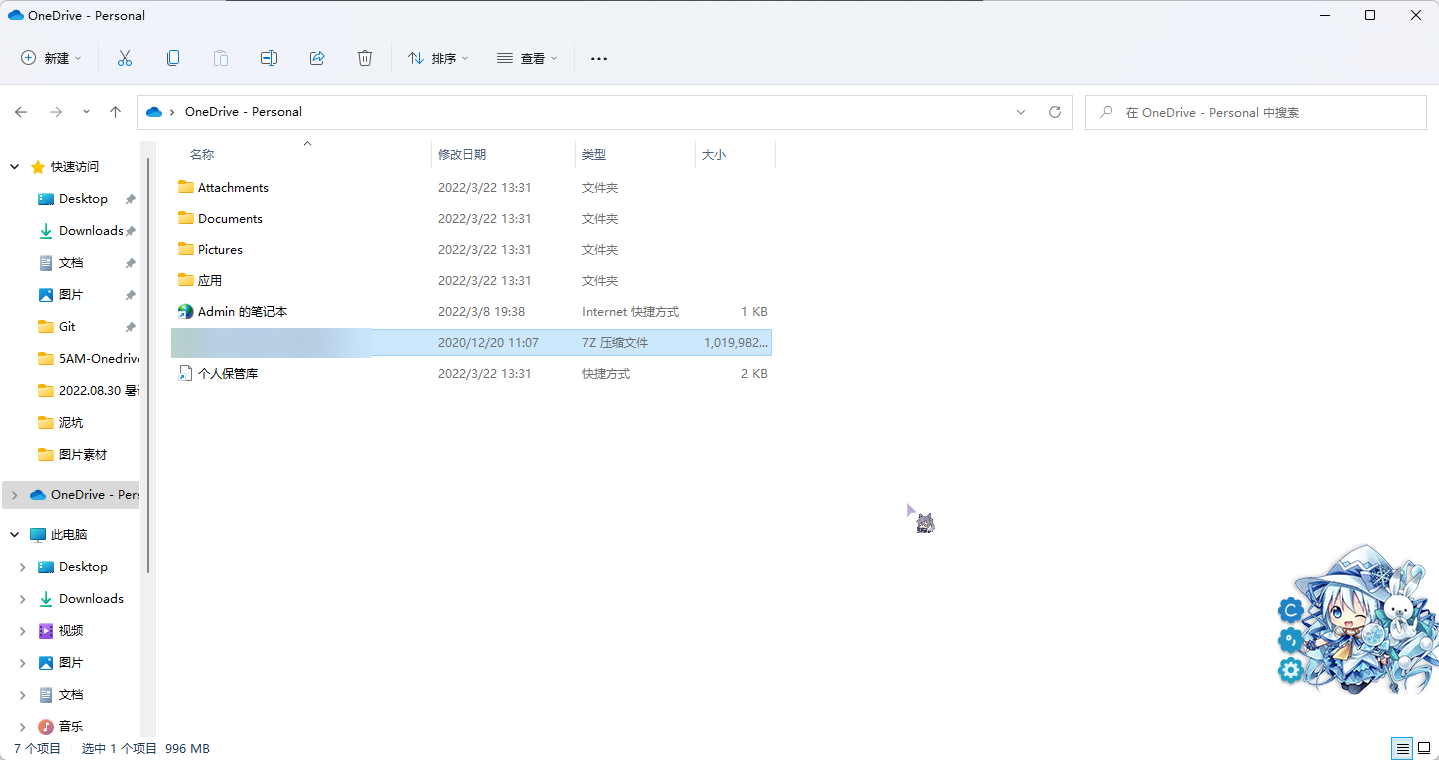 OneDrive - Personal
新建 排序 查看
OneDrive - Personal 在 OneDrive - Personal 中搜索
名称 修改日期 类型 大小
快速访问
Desktop
Downloads
文档
图片
Git
5AM-Onedrive
2022.08.30 暑
泥坑
图片素材
OneDrive - Pers
此电脑
Desktop
Downloads
视频
图片
文档
音乐
Attachments 2022/3/22 13:31 文件夹
Documents 2022/3/22 13:31 文件夹
Pictures 2022/3/22 13:31 文件夹
应用 2022/3/22 13:31 文件夹
Admin 的笔记本 2022/3/8 19:38 Internet 快捷方式 1 KB
2020/12/20 11:07 7Z 压缩文件 1,019,982...
个人保管库 2022/3/22 13:31 快捷方式 2 KB
7 个项目 选中 1 个项目 996 MB